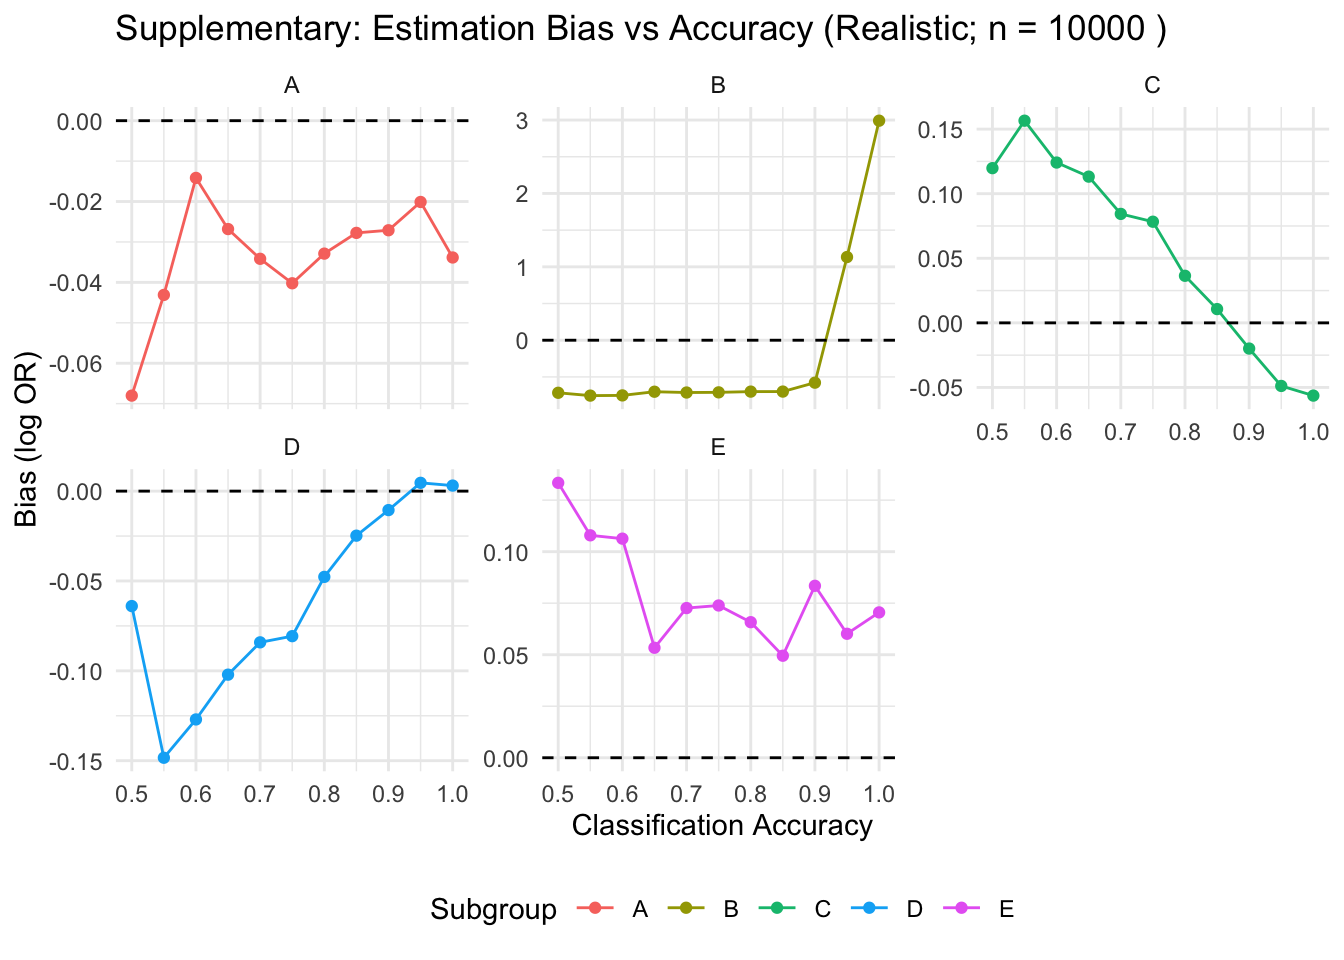 Supplementary: Estimation Bias vs Accuracy (Realistic; n = 10000 )
A
B
C
0.00
-0.02
-0.04
-0.06
3
2
1
0
0.15
0.10
0.05
0.00
-0.05
0.5 0.6 0.7 0.8 0.9 1.0
Bias (log OR)
D
E
0.00
-0.05
-0.10
-0.15
0.10
0.05
0.00
0.5 0.6 0.7 0.8 0.9 1.0
0.5 0.6 0.7 0.8 0.9 1.0
Classification Accuracy
Subgroup A B C D E